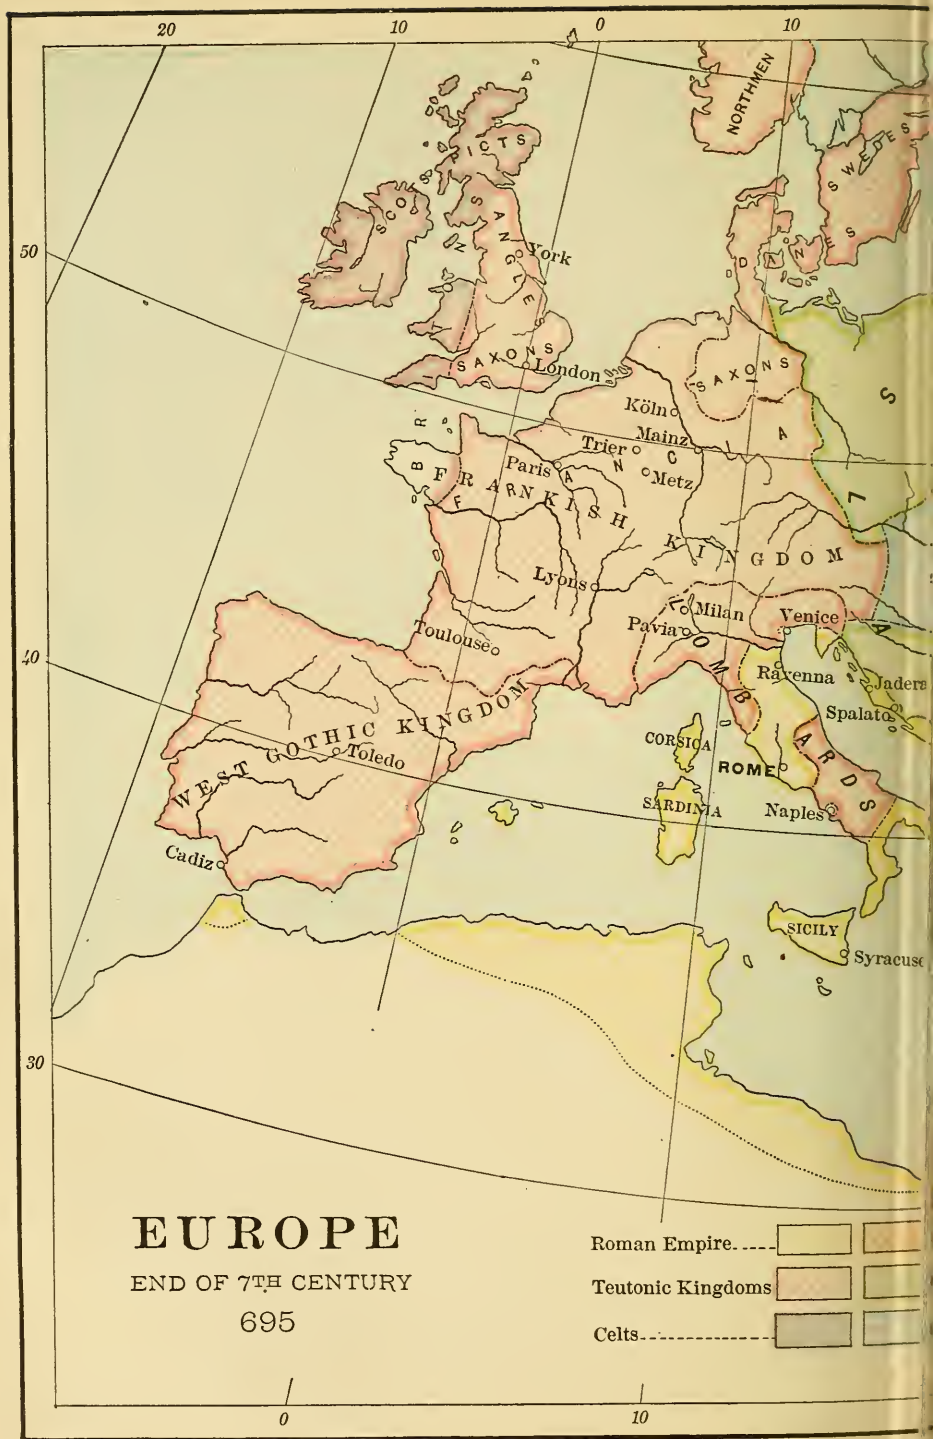 20 10 0 10
NORTHMEN
SWEDES
PICTS
SCOTS
DANES
50
ANGLES
York
SAXONS
London
SAXONS
Köln
Mainz
Trier
Metz
BR
Paris
FRANCIA
FRANKISH KINGDOM
Lyons
Milan
Venice
Pavia
LOMBARDS
Toulouse
Ravenna
Jadera
Spalato
SLA
40
WEST GOTHIC KINGDOM
Toledo
CORSICA
ROME
SARDINIA
Naples
Cadiz
SICILY
Syracuse
30
EUROPE
END OF 7TH CENTURY
695
Roman Empire
Teutonic Kingdoms
Celts
0 10